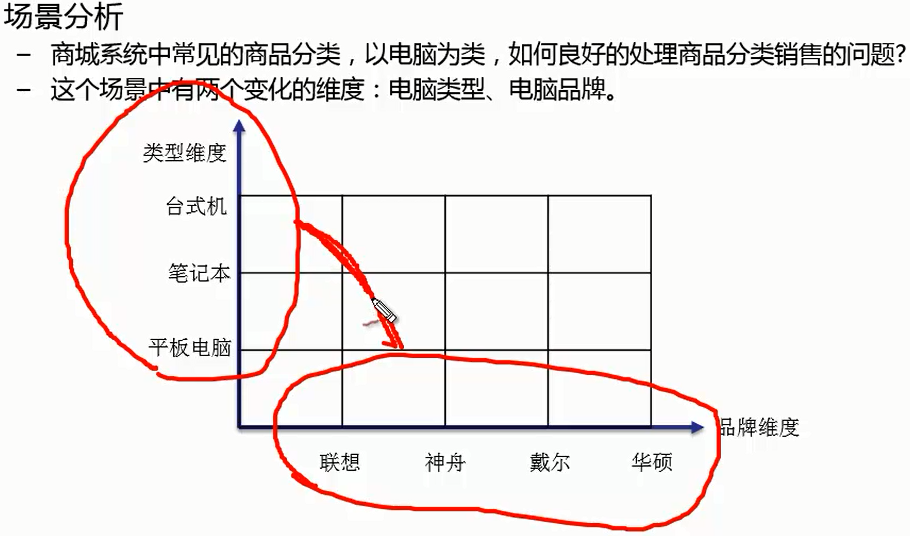 场景分析
– 商城系统中常见的商品分类，以电脑为类，如何良好的处理商品分类销售的问题?
– 这个场景中有两个变化的维度：电脑类型、电脑品牌。
类型维度
台式机
笔记本
平板电脑
品牌维度
联想 神舟 戴尔 华硕